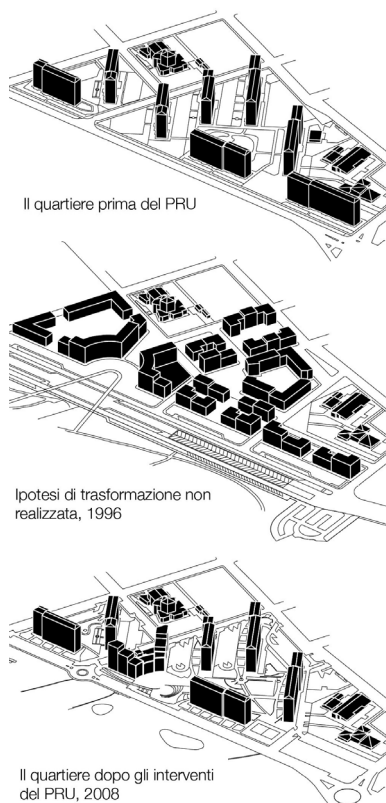 Il quartiere prima del PRU
Ipotesi di trasformazione non
realizzata, 1996
Il quartiere dopo gli interventi
del PRU, 2008